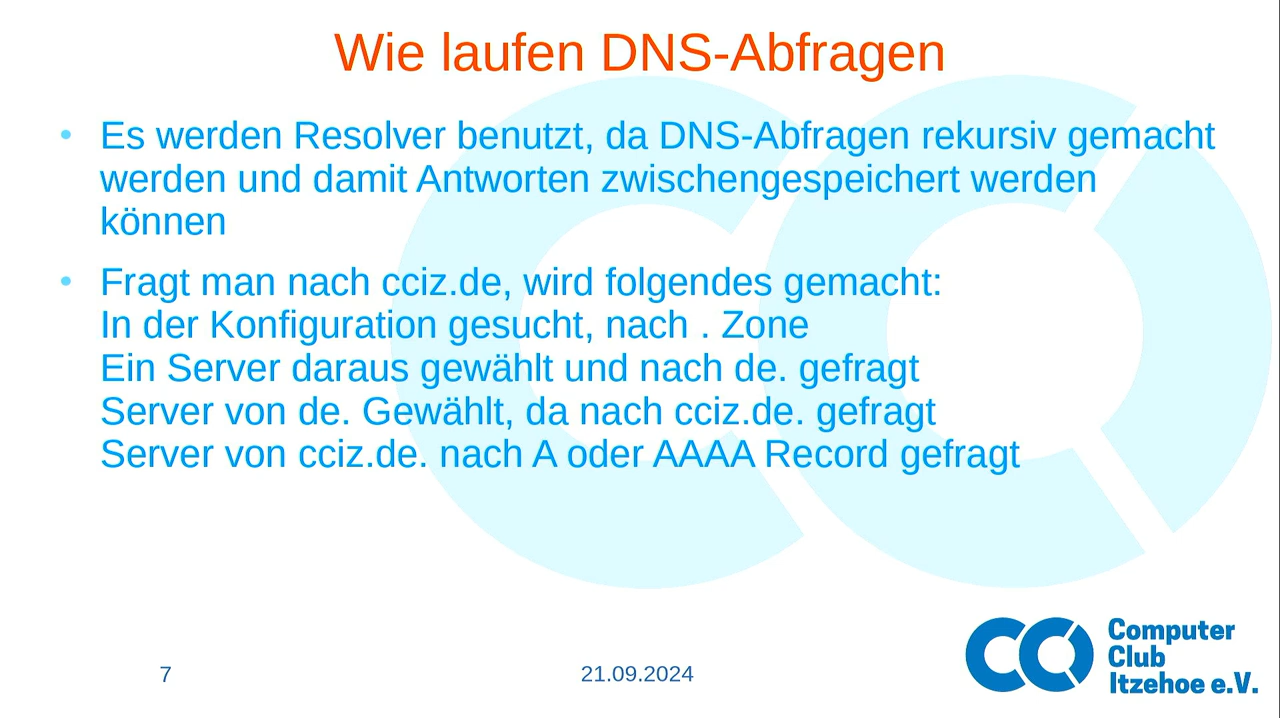 Wie laufen DNS-Abfragen
• Es werden Resolver benutzt, da DNS-Abfragen rekursiv gemacht
werden und damit Antworten zwischengespeichert werden
können
• Fragt man nach cciz.de, wird folgendes gemacht:
In der Konfiguration gesucht, nach . Zone
Ein Server daraus gewählt und nach de. gefragt
Server von de. Gewählt, da nach cciz.de. gefragt
Server von cciz.de. nach A oder AAAA Record gefragt
7
21.09.2024
Computer
Club
Itzehoe e.V.